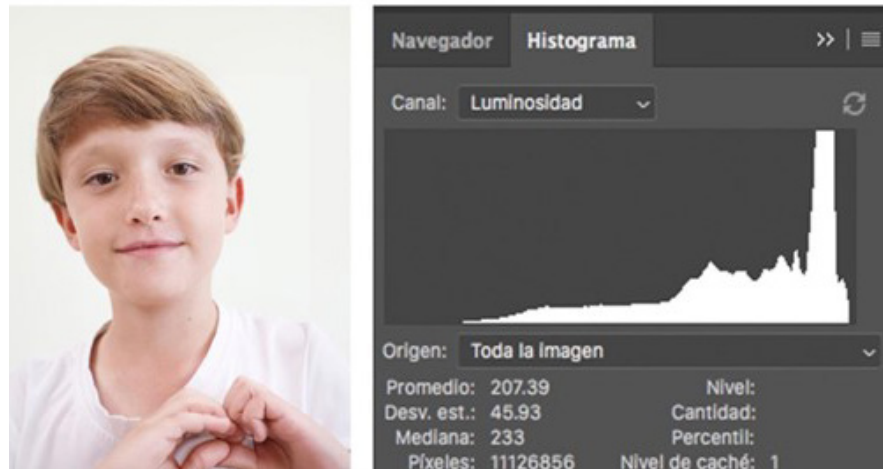 Navegador Histograma
Canal: Luminosidad
Origen: Toda la imagen
Promedio: 207.39 Nivel:
Desv. est.: 45.93 Cantidad:
Mediana: 233 Percentil:
Píxeles: 11126856 Nivel de caché: 1